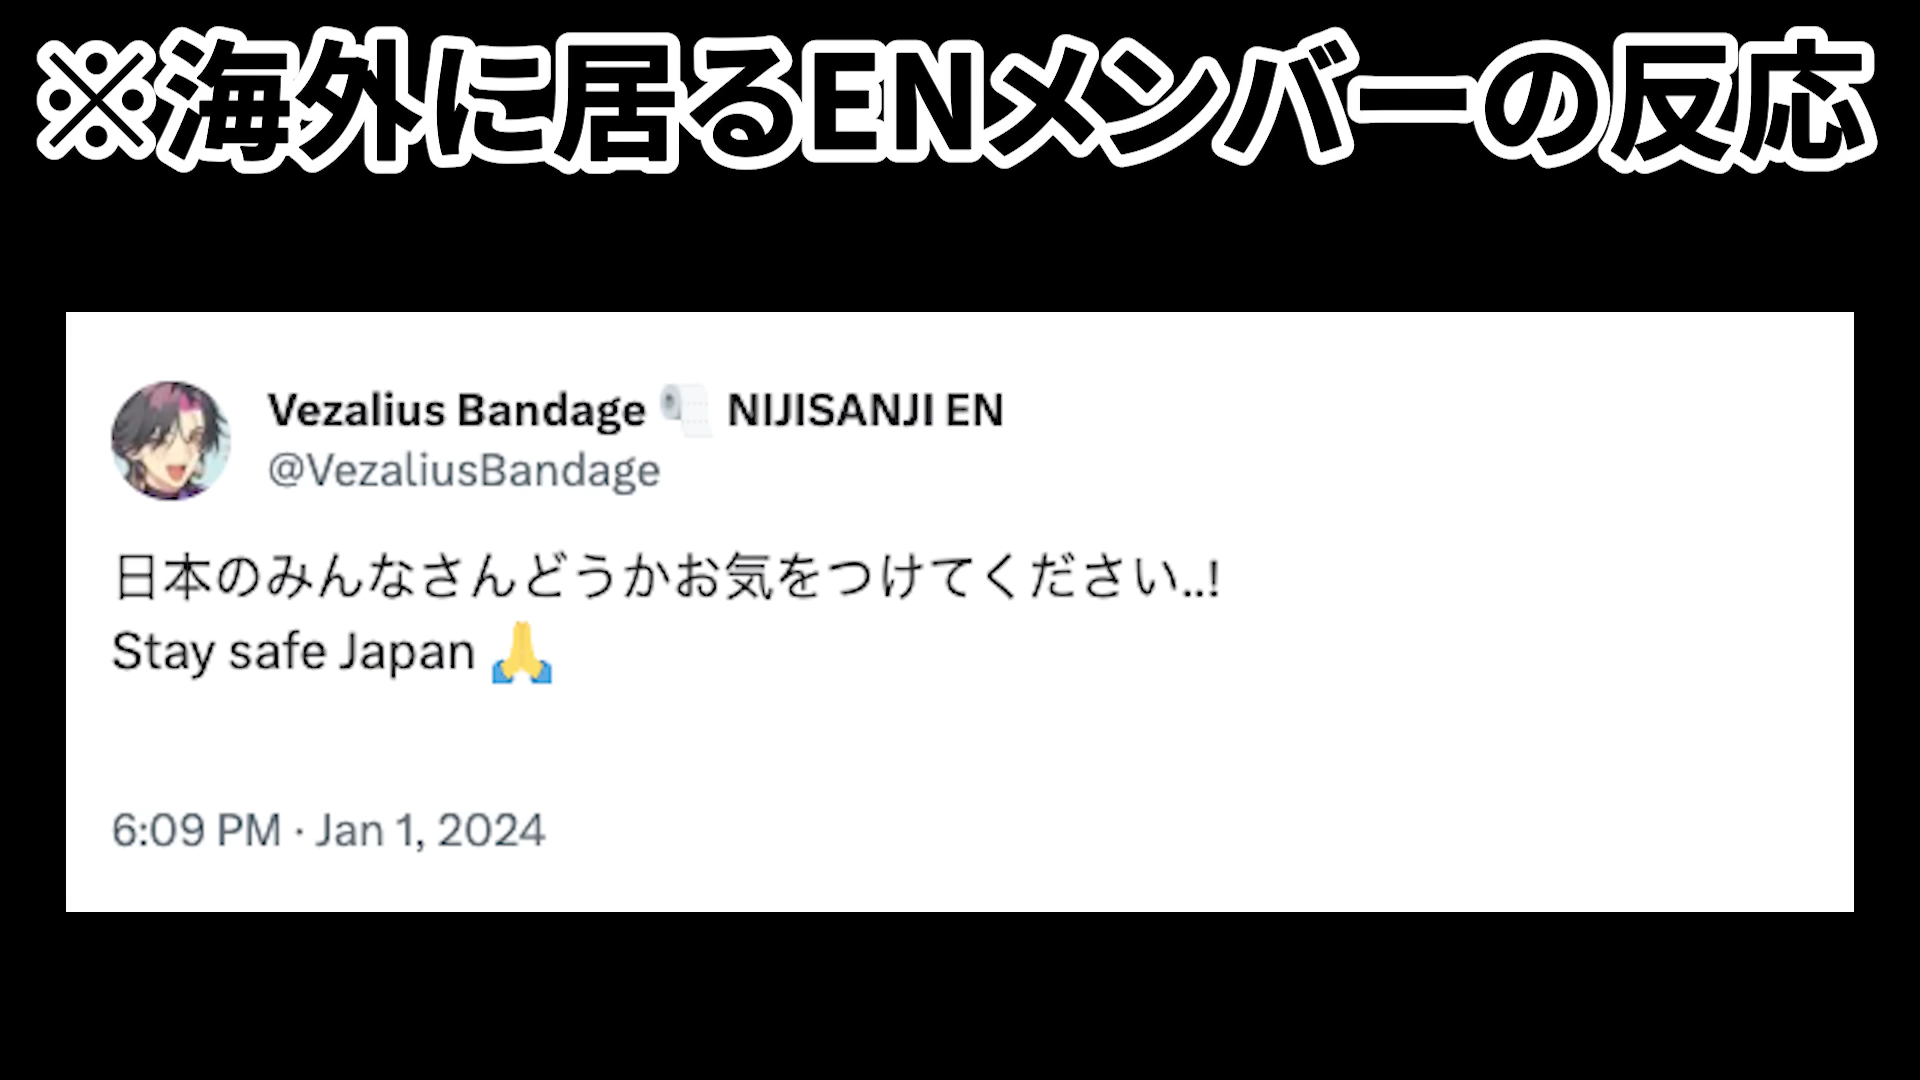 ※海外に居るENメンバーの反応
Vezalius Bandage 🧻 NIJISANJI EN
@VezaliusBandage
日本のみんなさんどうかお気をつけてください..!
Stay safe Japan 🙏
6:09 PM · Jan 1, 2024